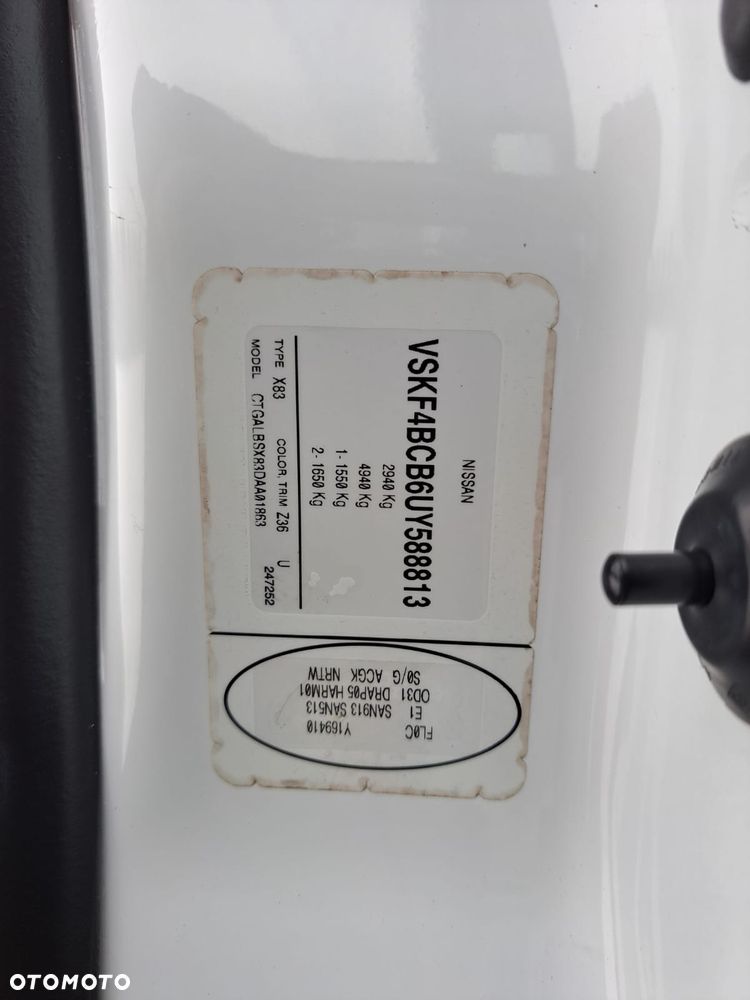 NISSAN
VSKF4BCB6UY588813
2940 Kg
4940 Kg
1- 1550 Kg
2- 1650 Kg
TYPE X83 COLOR, TRIM Z36 U
MODEL CTGALBSX83DAA01863 247252
S0/G ACGK NRTW
OD31 DRAP05 HARM01
E1 SAN913 SAN513
FL0C Y169410
OTOMOTO